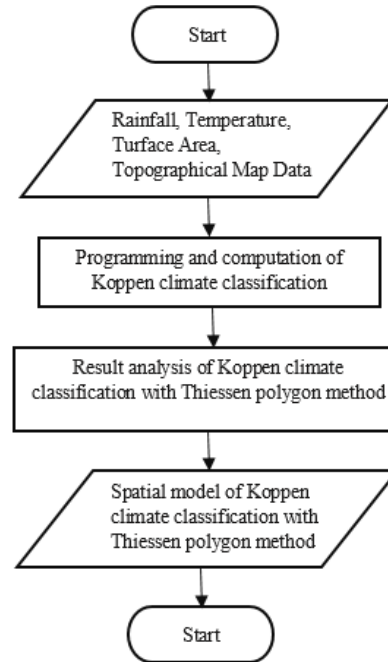 Start
Rainfall, Temperature,
Turface Area,
Topographical Map Data
Programming and computation of
Koppen climate classification
Result analysis of Koppen climate
classification with Thiessen polygon method
Spatial model of Koppen
climate classification with
Thiessen polygon method
Start